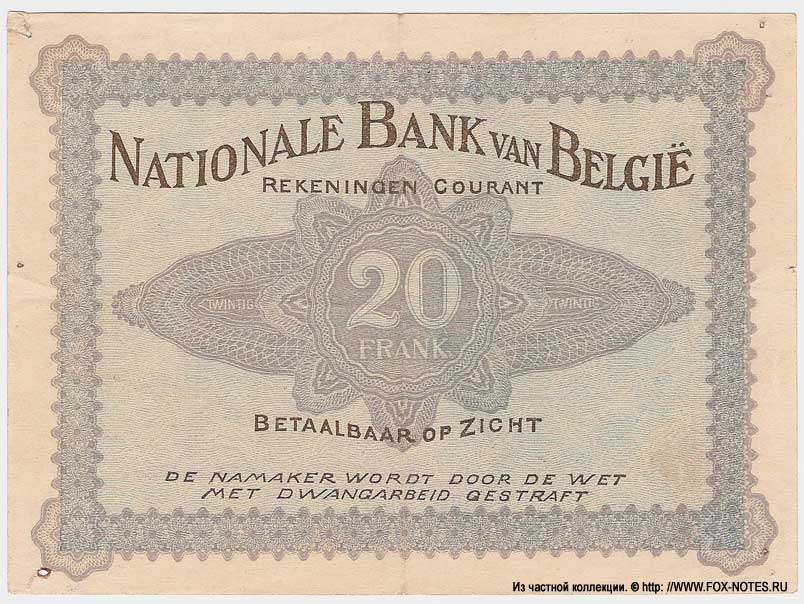 NATIONALE BANK VAN BELGIË
REKENINGEN COURANT
20
TWINTIG TWINTIG
FRANK.
BETAALBAAR OP ZICHT
DE NAMAKER WORDT DOOR DE WET
MET DWANGARBEID GESTRAFT
Из частной коллекции. © http: //WWW.FOX-NOTES.RU